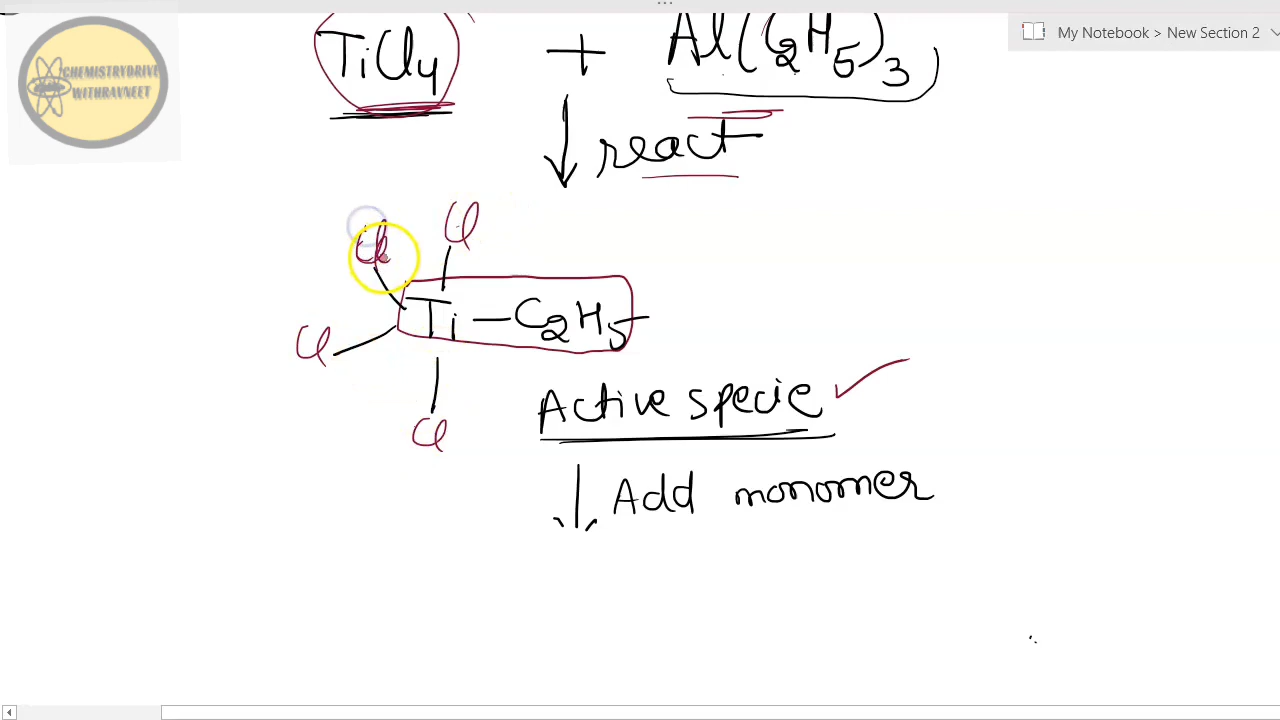 My Notebook > New Section 2
CHEMISTRYDRIVE
WITHRAVNEET
TiCl4 + Al(C2H5)3
react
Cl Cl
Ti-C2H5
Cl
Active specie
Cl
Add monomer